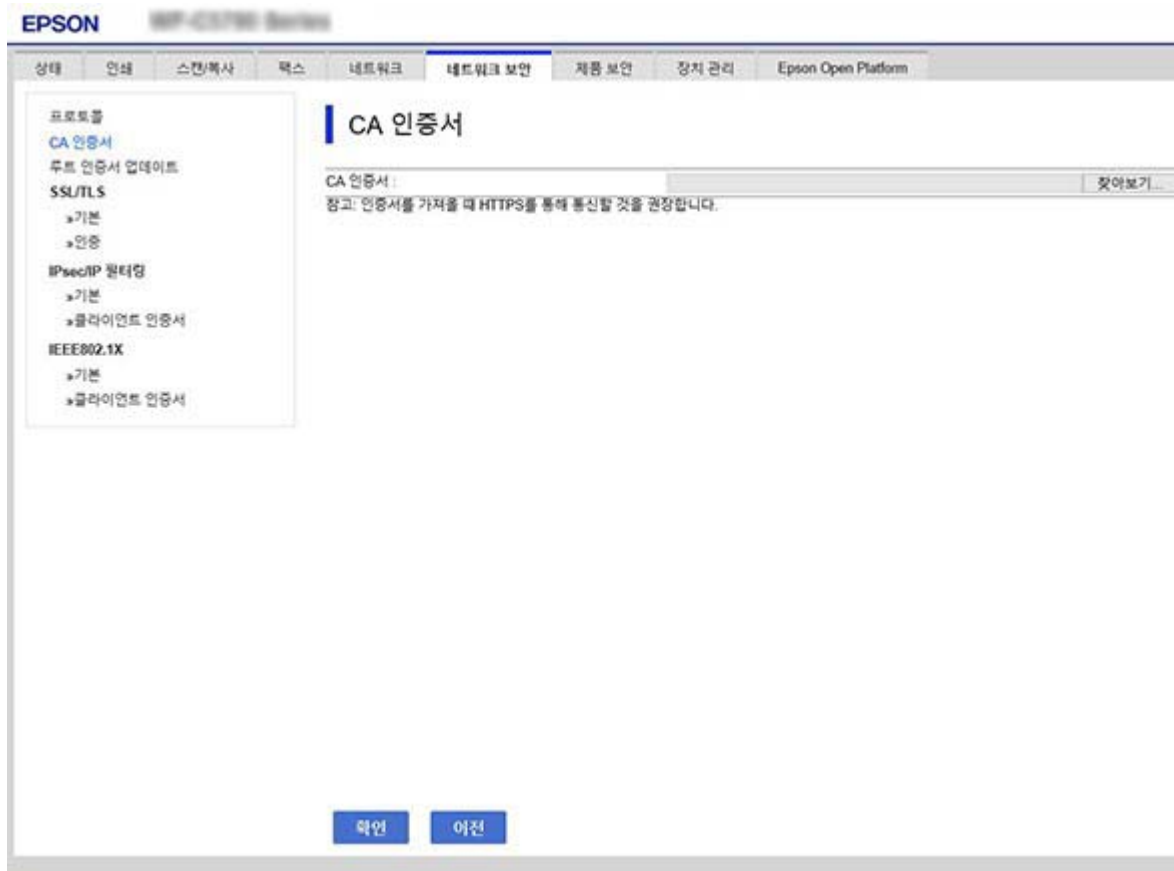 EPSON
상태 인쇄 스캔/복사 팩스 네트워크 네트워크 보안 제품 보안 장치 관리 Epson Open Platform
프로토콜
CA 인증서
루트 인증서 업데이트
SSL/TLS
»기본
»인증
IPsec/IP 필터링
»기본
»클라이언트 인증서
IEEE802.1X
»기본
»클라이언트 인증서
CA 인증서
CA 인증서 : 찾아보기...
참고: 인증서를 가져올 때 HTTPS를 통해 통신할 것을 권장합니다.
확인 이전